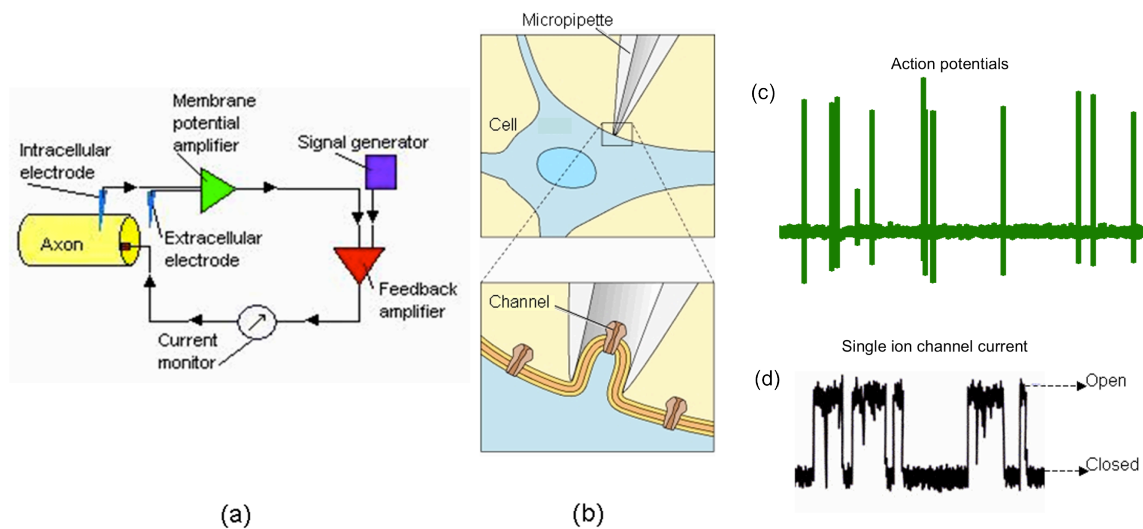 Membrane
potential
amplifier
Signal generator
Intracellular
electrode
Axon
Extracellular
electrode
Feedback
amplifier
Current
monitor
(a)
Micropipette
Cell
Channel
(b)
Action potentials
(c)
Single ion channel current
(d)
Open
Closed